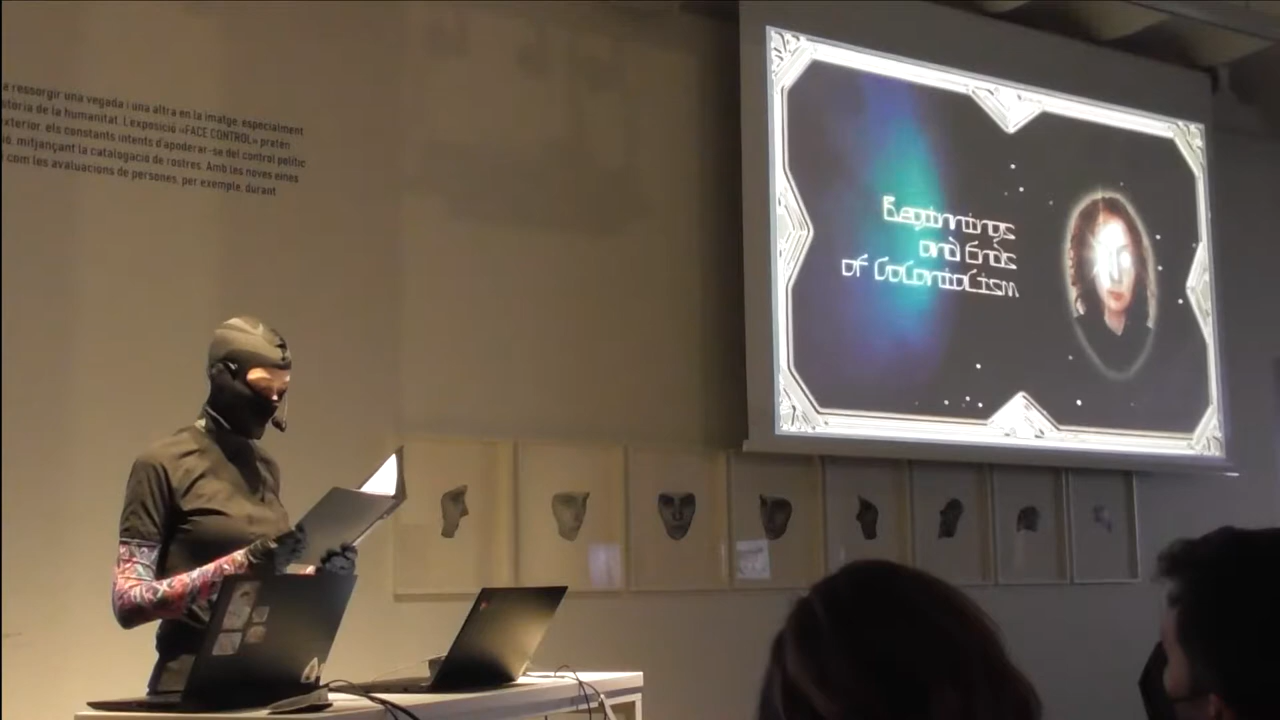 a ressorgir una vegada i una altra en la imatge, especialment
stòria de la humanitat. L'exposició «FACE CONTROL» pretén
exterior, els constants intents d'apoderar-se del control polític
ió, mitjançant la catalogació de rostres. Amb les noves eines
i com les avaluacions de persones, per exemple, durant
Beginnings
and Ends
of Colonialism